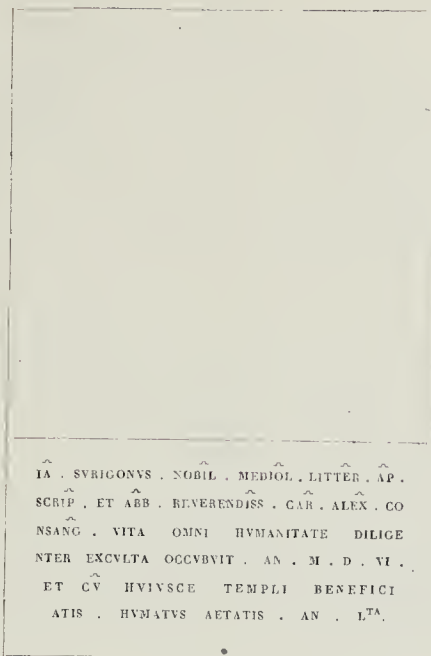 IA . SVRIGONVS . NOBIL . MEDIOL . LITTER . AP .
SCRIP . ET ABB . REVERENDISS . CAR . ALEX . CO
NSANG . VITA OMNI HVMANITATE DILIGE
NTER EXCVLTA OCCVBVIT . AN . M . D . VI .
ET CV HVIVSCE TEMPLI BENEFICI
ATIS . HVMATVS AETATIS . AN . L^TA.